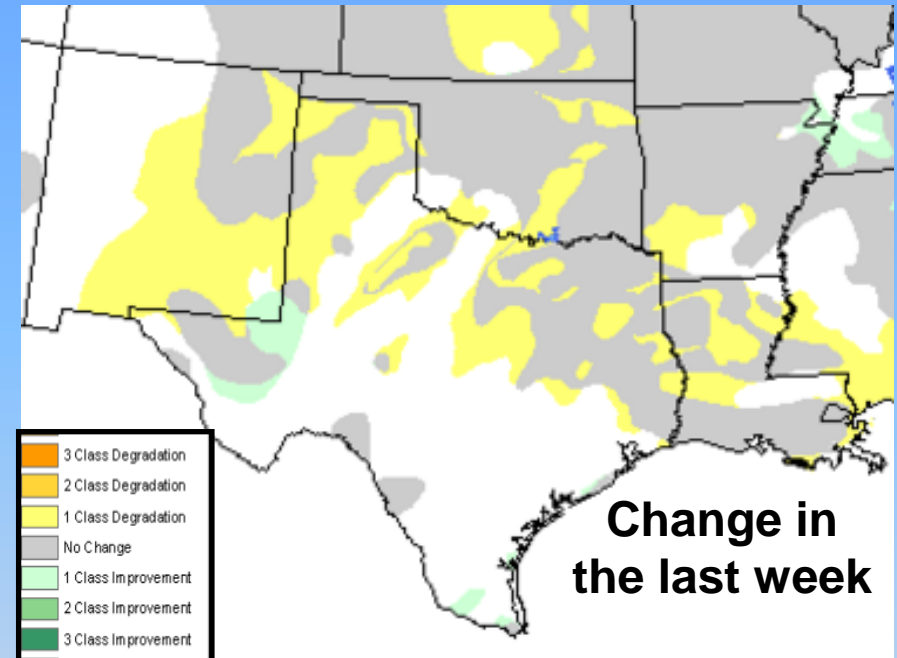 3 Class Degradation
2 Class Degradation
1 Class Degradation
No Change
1 Class Improvement
2 Class Improvement
3 Class Improvement
Change in
the last week